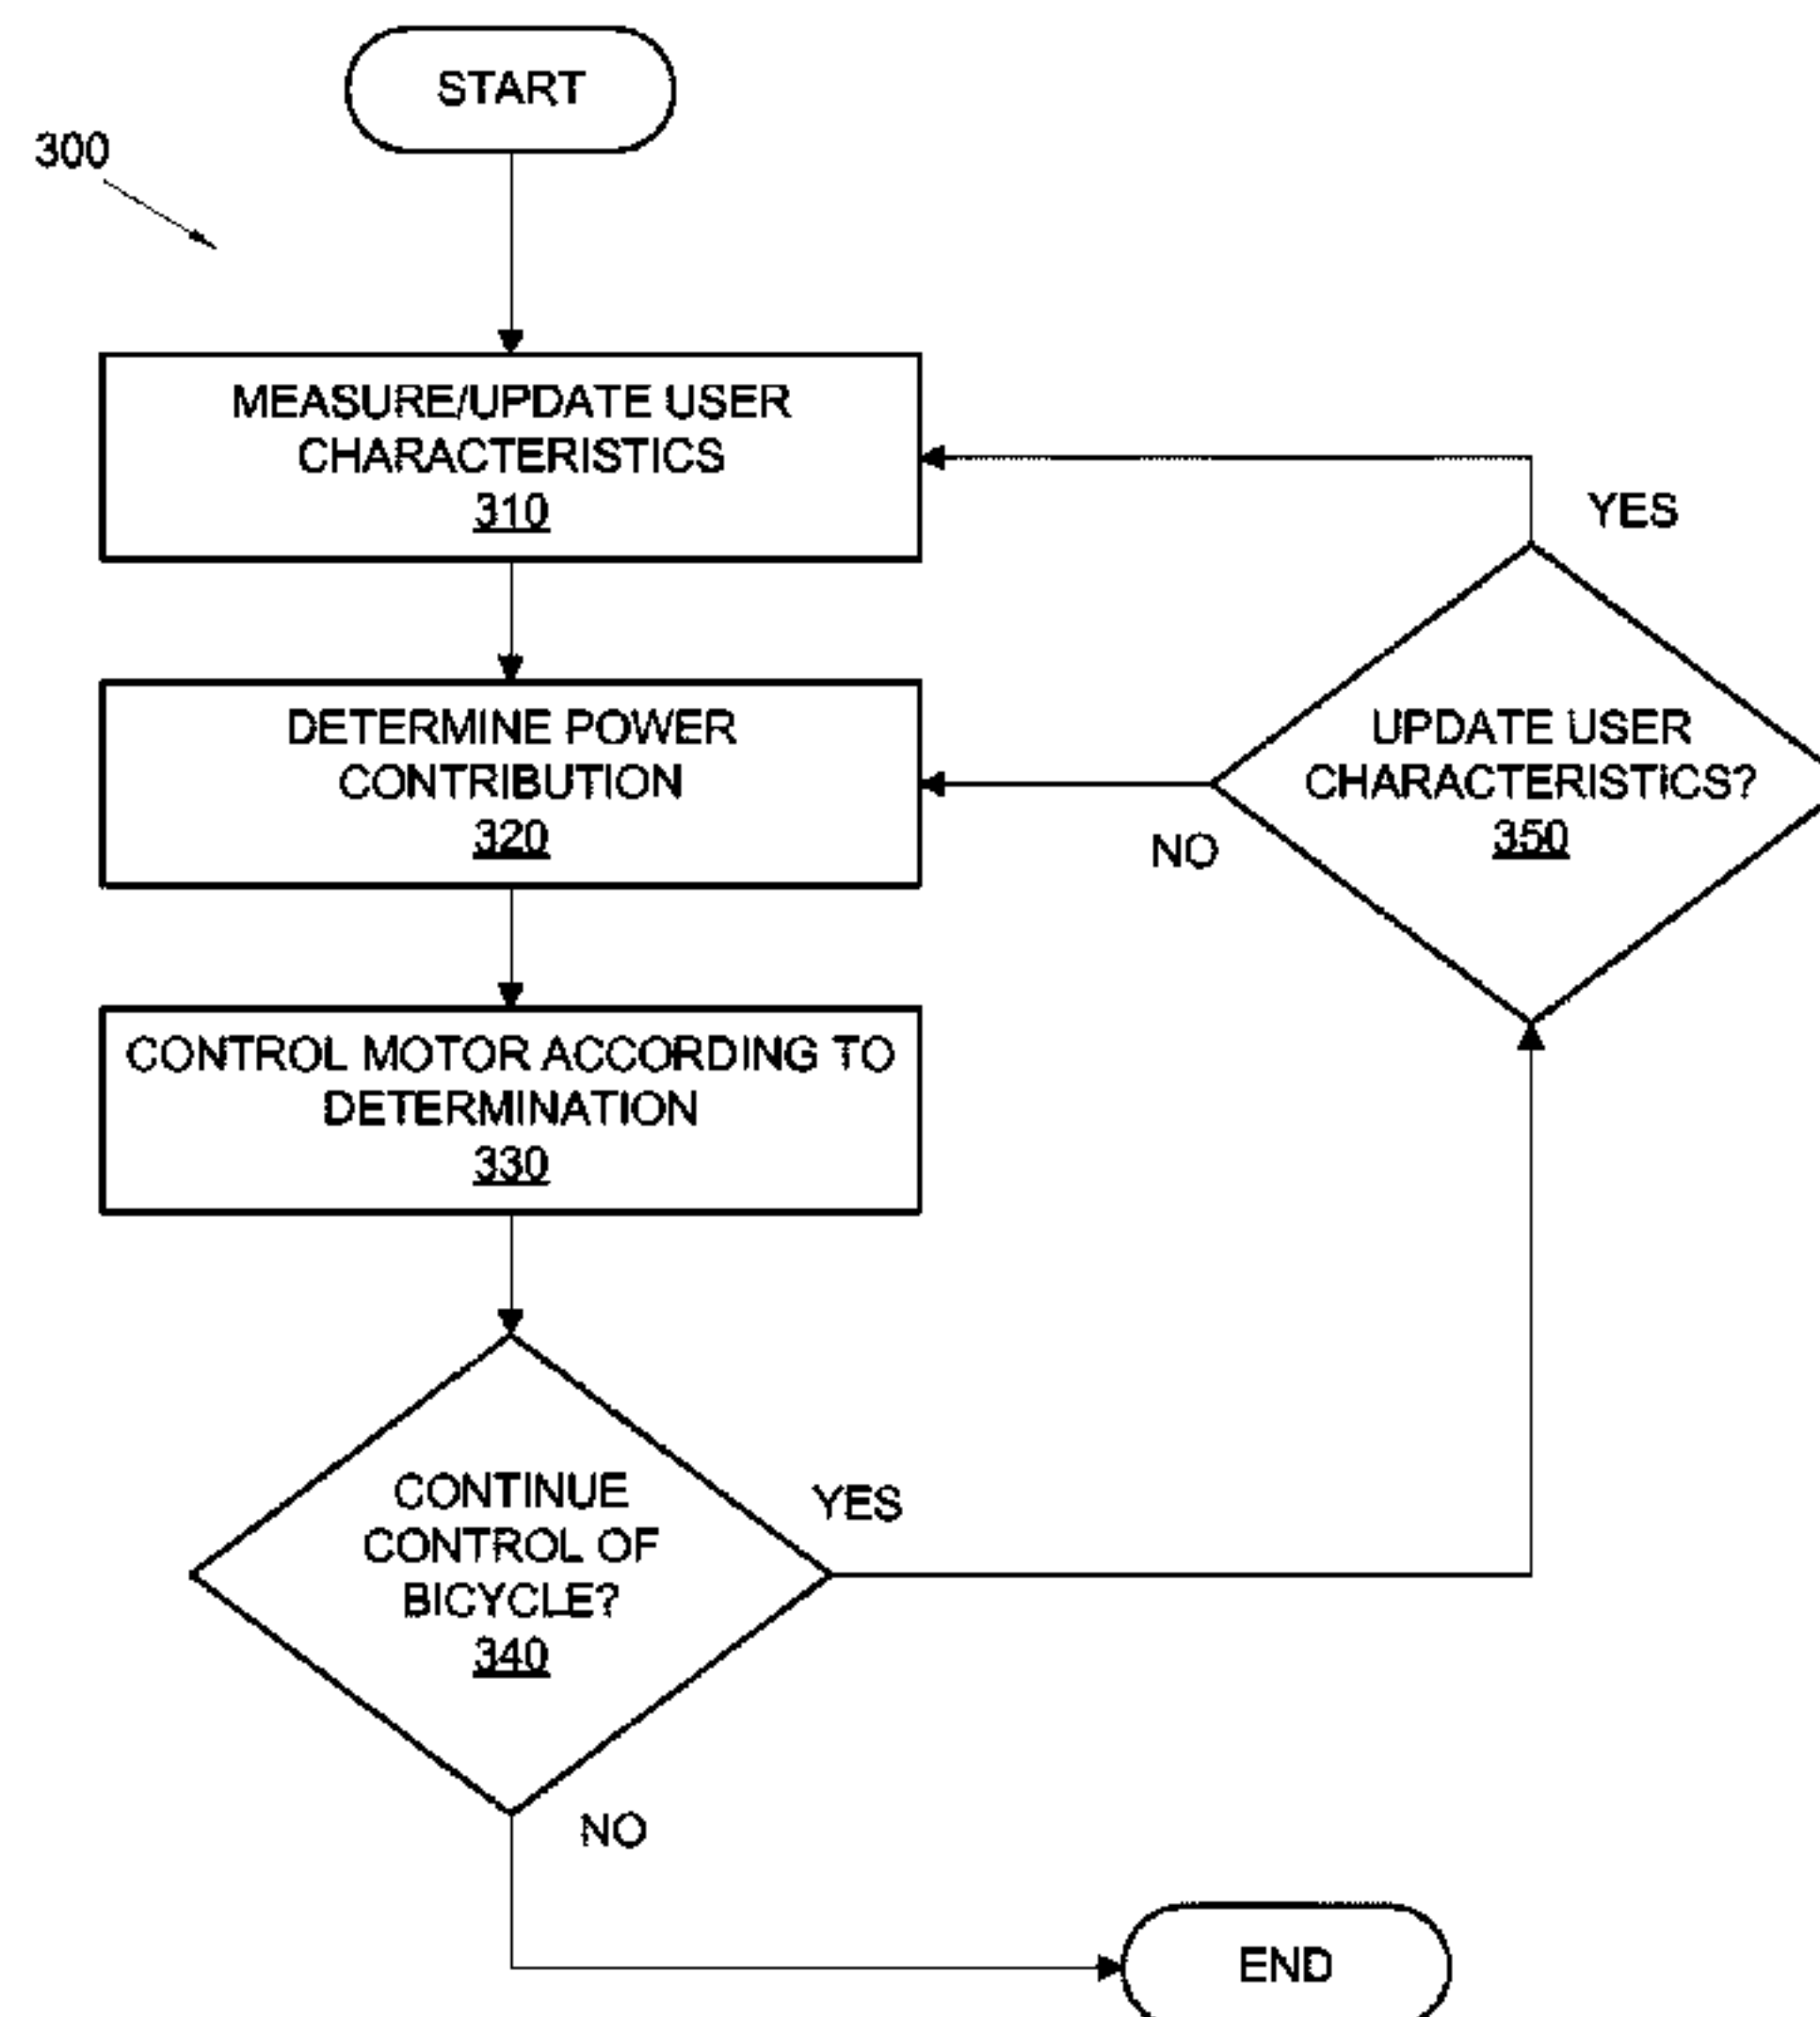 START
300
MEASURE/UPDATE USER
CHARACTERISTICS
310
YES
DETERMINE POWER
CONTRIBUTION
320
UPDATE USER
CHARACTERISTICS?
350
NO
CONTROL MOTOR ACCORDING TO
DETERMINATION
330
CONTINUE
CONTROL OF
BICYCLE?
340
YES
NO
END